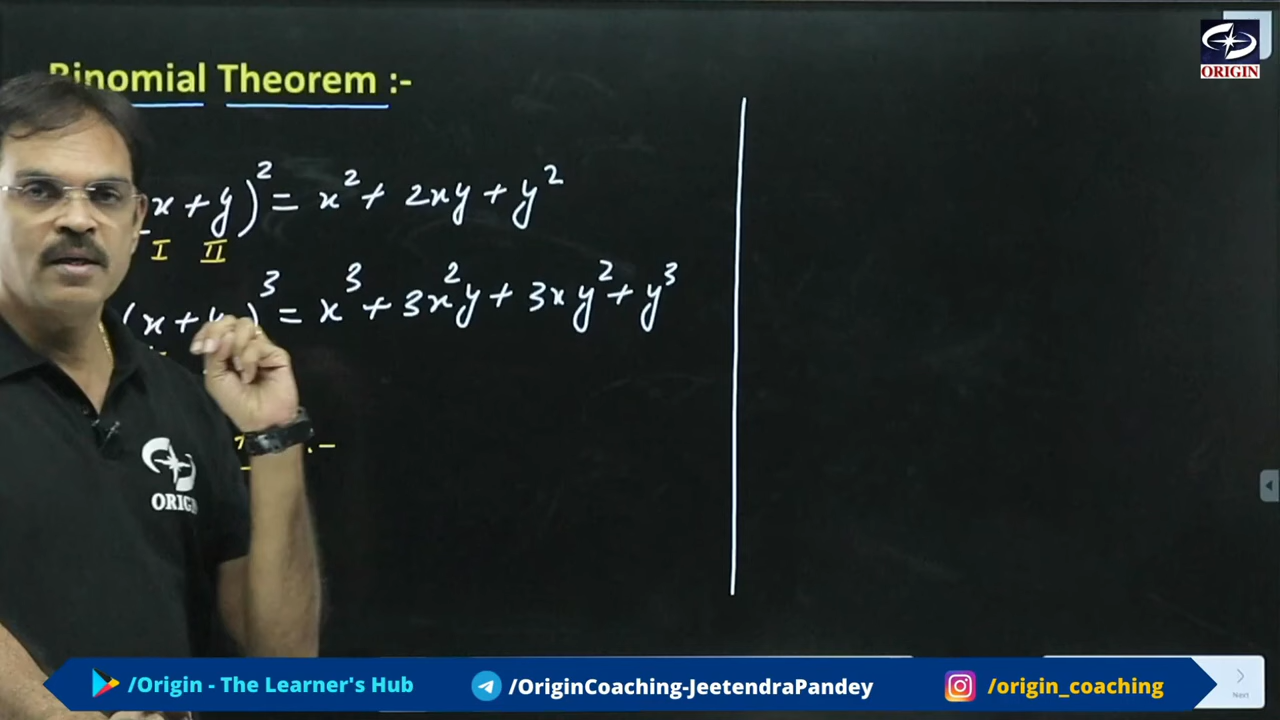 ORIGIN
Binomial Theorem :-
x + y)² = x² + 2xy + y²
I II
(x + y)³ = x³ + 3x²y + 3xy² + y³
ORIGIN
/Origin - The Learner's Hub
/OriginCoaching-JeetendraPandey
/origin_coaching
Next